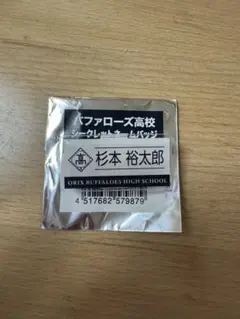 バファローズ高校
シークレットネームバッジ
高 杉本 裕太郎
ORIX BUFFALOES HIGH SCHOOL
4 517682 579879